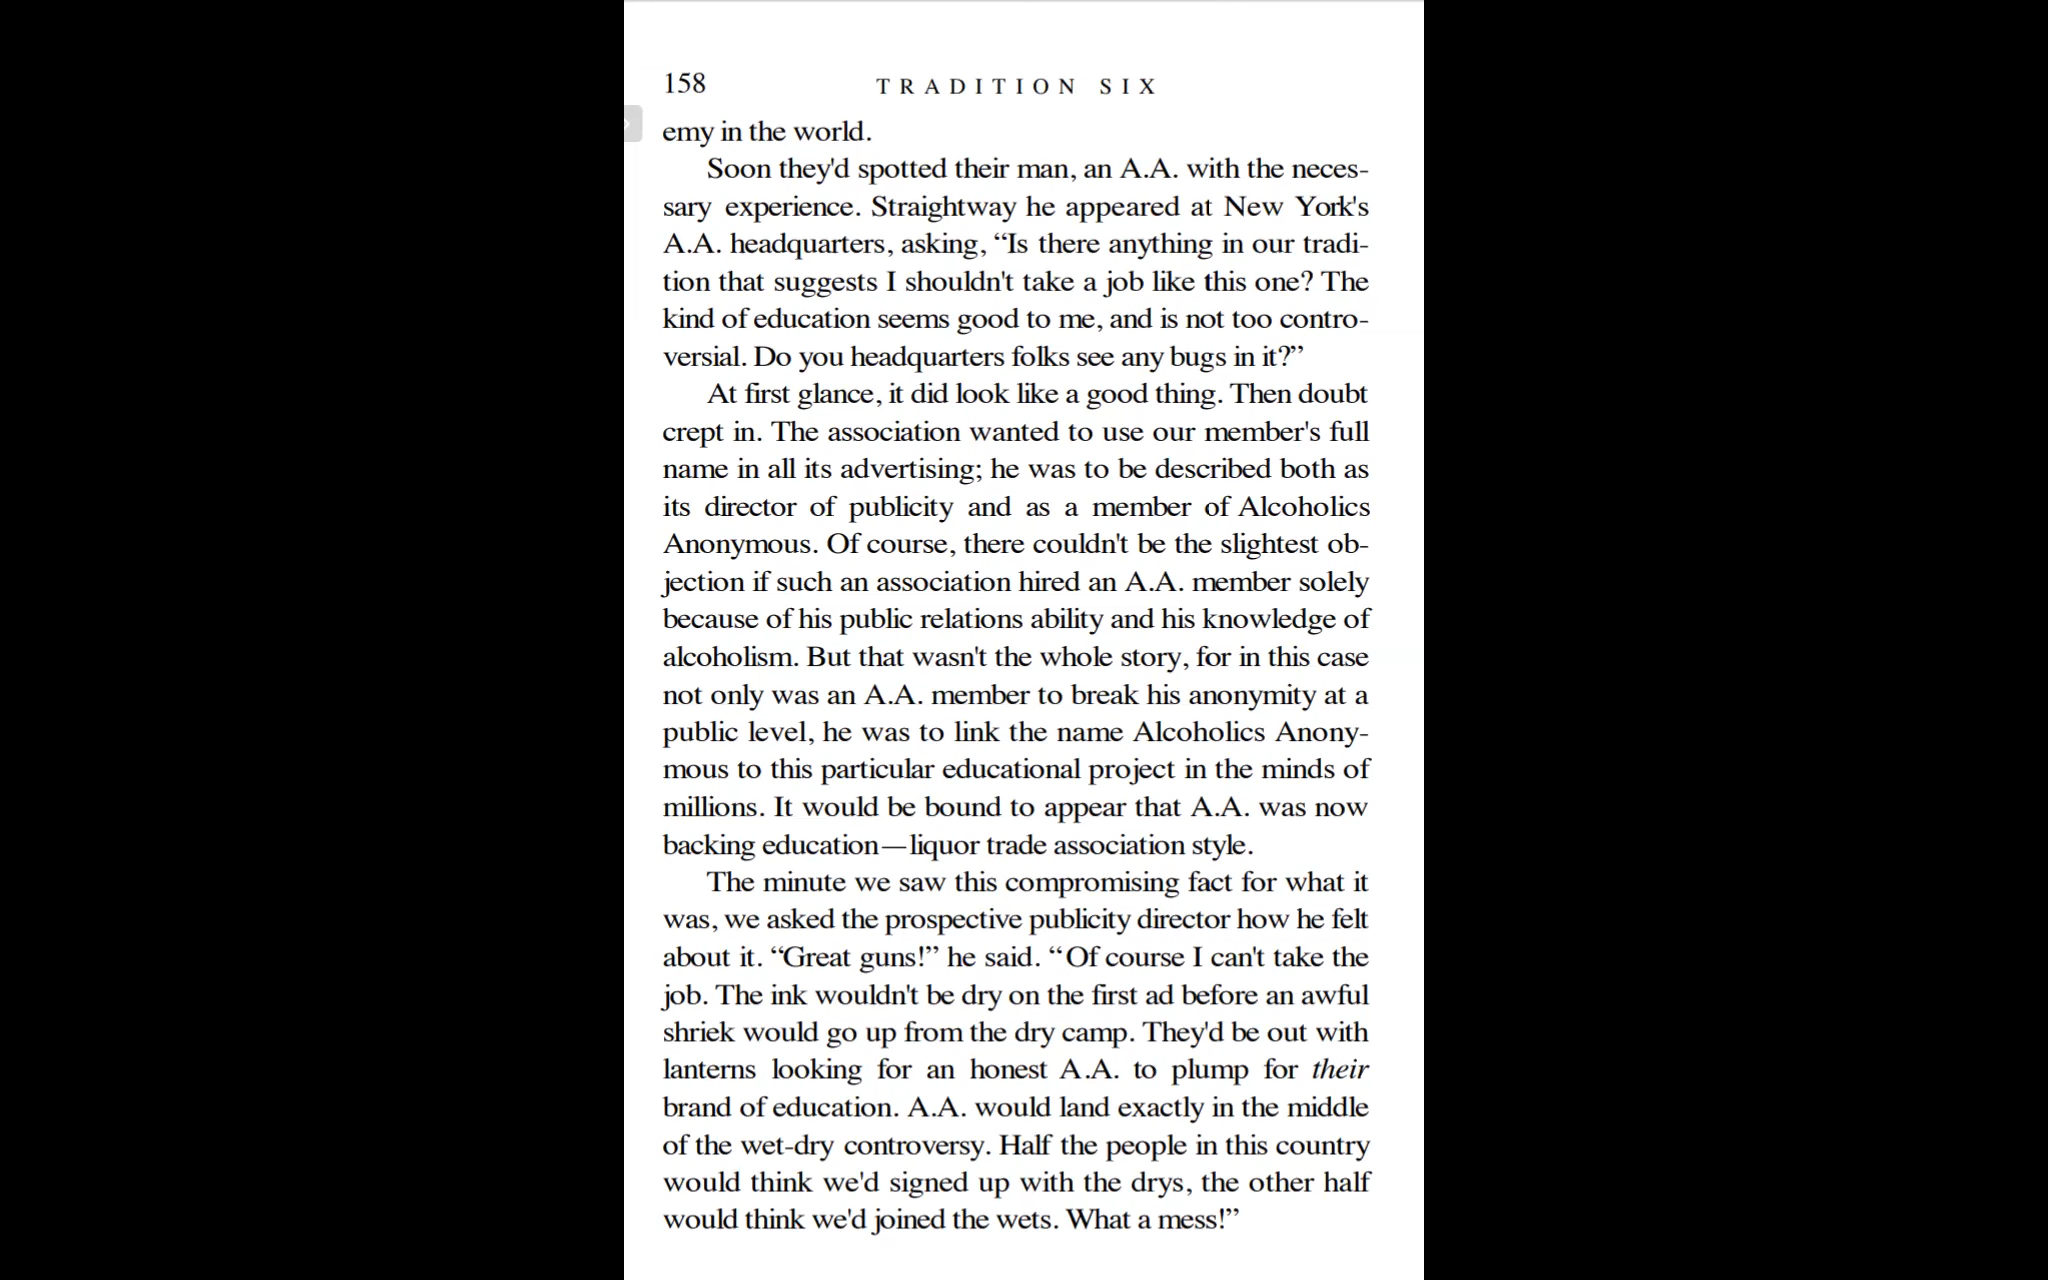 158 TRADITION SIX
emy in the world.
Soon they'd spotted their man, an A.A. with the neces-
sary experience. Straightway he appeared at New York's
A.A. headquarters, asking, “Is there anything in our tradi-
tion that suggests I shouldn't take a job like this one? The
kind of education seems good to me, and is not too contro-
versial. Do you headquarters folks see any bugs in it?”
At first glance, it did look like a good thing. Then doubt
crept in. The association wanted to use our member's full
name in all its advertising; he was to be described both as
its director of publicity and as a member of Alcoholics
Anonymous. Of course, there couldn't be the slightest ob-
jection if such an association hired an A.A. member solely
because of his public relations ability and his knowledge of
alcoholism. But that wasn't the whole story, for in this case
not only was an A.A. member to break his anonymity at a
public level, he was to link the name Alcoholics Anony-
mous to this particular educational project in the minds of
millions. It would be bound to appear that A.A. was now
backing education—liquor trade association style.
The minute we saw this compromising fact for what it
was, we asked the prospective publicity director how he felt
about it. “Great guns!” he said. “Of course I can't take the
job. The ink wouldn't be dry on the first ad before an awful
shriek would go up from the dry camp. They'd be out with
lanterns looking for an honest A.A. to plump for their
brand of education. A.A. would land exactly in the middle
of the wet-dry controversy. Half the people in this country
would think we'd signed up with the drys, the other half
would think we'd joined the wets. What a mess!”